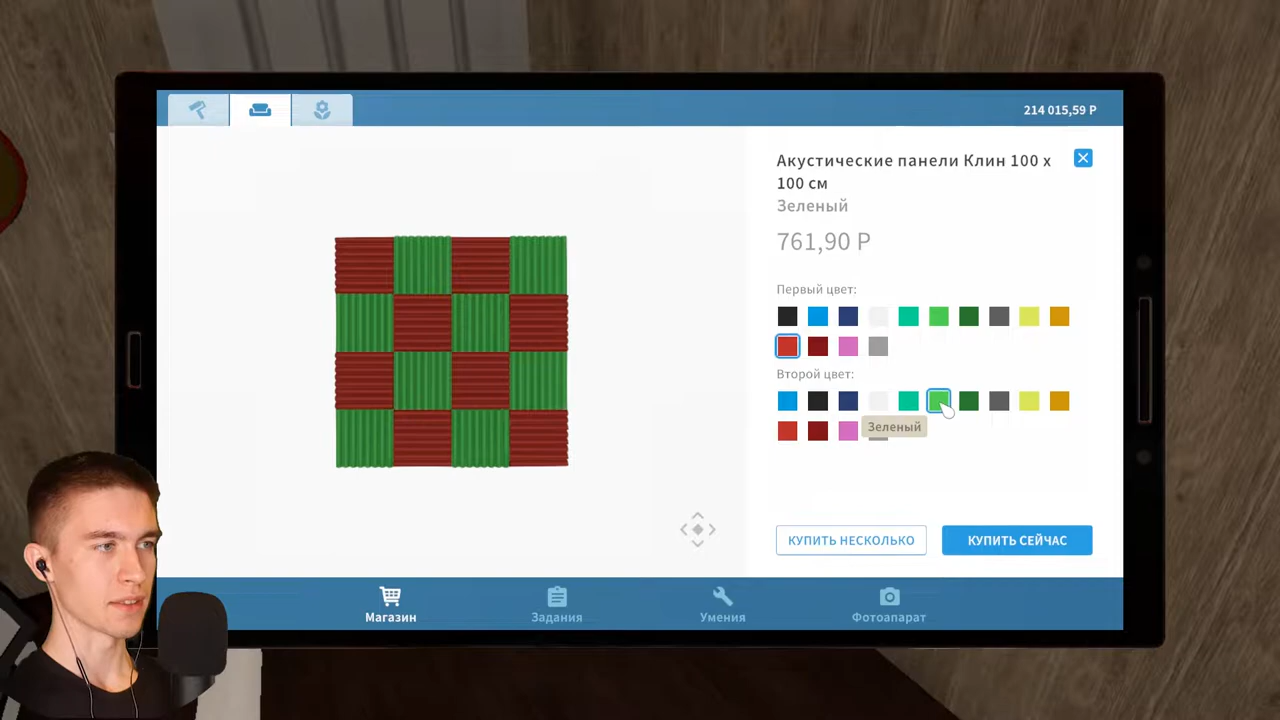 214 015,59 Р
Акустические панели Клин 100 x
100 см
Зеленый
761,90 Р
Первый цвет:
Второй цвет:
Зеленый
КУПИТЬ НЕСКОЛЬКО
КУПИТЬ СЕЙЧАС
Магазин
Задания
Умения
Фотоаппарат